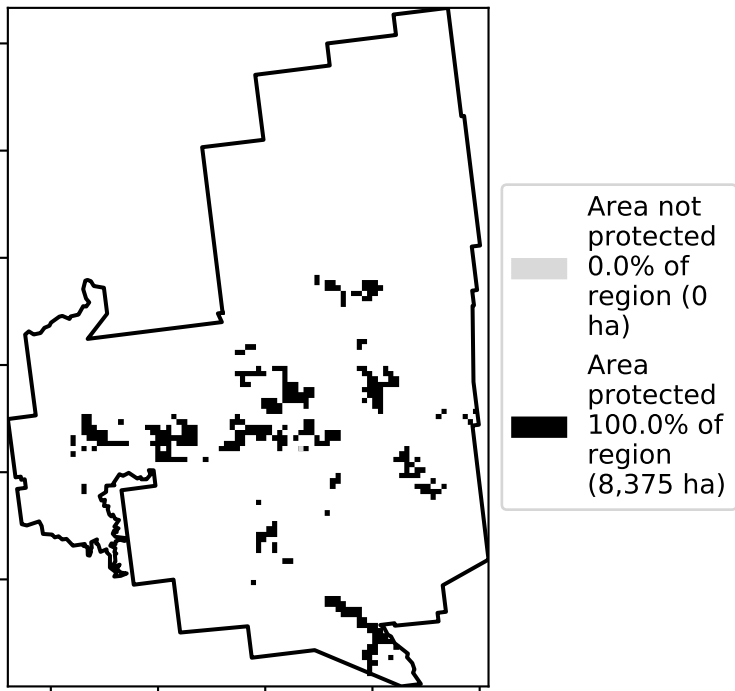 Area not
protected
0.0% of
region (0
ha)
Area
protected
100.0% of
region
(8,375 ha)